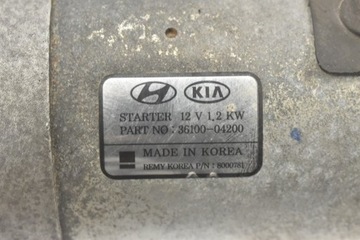 KIA
STARTER 12 V 1.2 KW
PART NO : 36100-04200
MADE IN KOREA
REMY KOREA P/N : 8000781